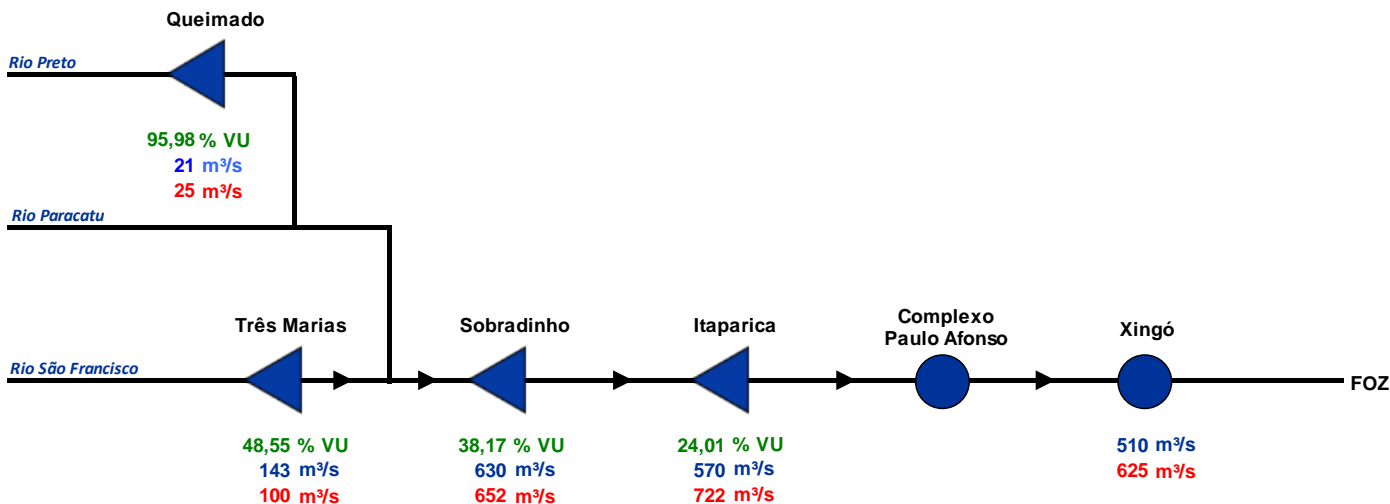 Queimado
Rio Preto
95,98 % VU
21 m³/s
25 m³/s
Rio Paracatu
Três Marias
Sobradinho
Itaparica
Complexo
Paulo Afonso
Xingó
Rio São Francisco
FOZ
48,55 % VU
143 m³/s
100 m³/s
38,17 % VU
630 m³/s
652 m³/s
24,01 % VU
570 m³/s
722 m³/s
510 m³/s
625 m³/s